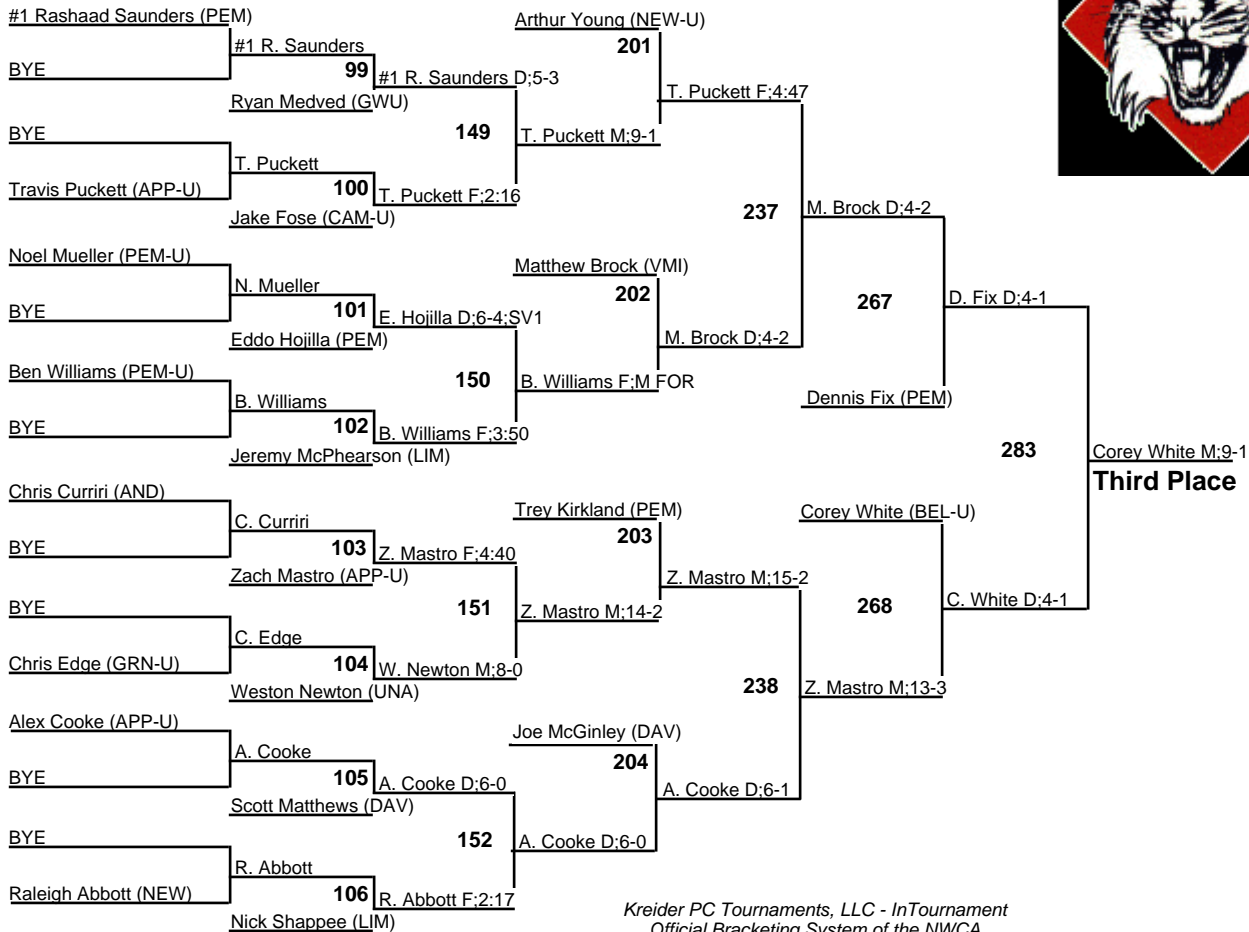 #1 Rashaad Saunders (PEM)
Arthur Young (NEW-U)
201
#1 R. Saunders
BYE
99
#1 R. Saunders D;5-3
T. Puckett F;4:47
Ryan Medved (GWU)
BYE
149
T. Puckett M;9-1
T. Puckett
Travis Puckett (APP-U)
100
T. Puckett F;2:16
Jake Fose (CAM-U)
237
M. Brock D;4-2
Noel Mueller (PEM-U)
Matthew Brock (VMI)
N. Mueller
202
BYE
101
E. Hojilla D;6-4;SV1
267
D. Fix D;4-1
Eddo Hojilla (PEM)
M. Brock D;4-2
Ben Williams (PEM-U)
150
B. Williams F;M FOR
B. Williams
Dennis Fix (PEM)
BYE
102
B. Williams F;3:50
Jeremy McPhearson (LIM)
283
Corey White M;9-1
Third Place
Chris Curriri (AND)
Trey Kirkland (PEM)
Corey White (BEL-U)
C. Curriri
203
BYE
103
Z. Mastro F;4:40
Zach Mastro (APP-U)
Z. Mastro M;15-2
BYE
151
Z. Mastro M;14-2
268
C. White D;4-1
C. Edge
Chris Edge (GRN-U)
104
W. Newton M;8-0
Weston Newton (UNA)
238
Z. Mastro M;13-3
Alex Cooke (APP-U)
Joe McGinley (DAV)
A. Cooke
204
BYE
105
A. Cooke D;6-0
Scott Matthews (DAV)
A. Cooke D;6-1
BYE
152
A. Cooke D;6-0
R. Abbott
Raleigh Abbott (NEW)
106
R. Abbott F;2:17
Nick Shappee (LIM)
Kreider PC Tournaments, LLC - InTournament
Official Bracketing System of the NWCA